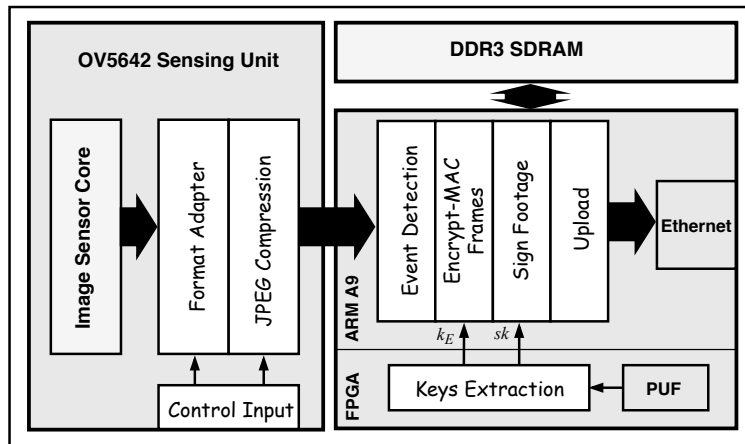 OV5642 Sensing Unit
Image Sensor Core
Format Adapter
JPEG Compression
Control Input
DDR3 SDRAM
ARM A9
Event Detection
Encrypt-MAC
Frames
Sign Footage
Upload
Ethernet
k_E
sk
FPGA
Keys Extraction
PUF